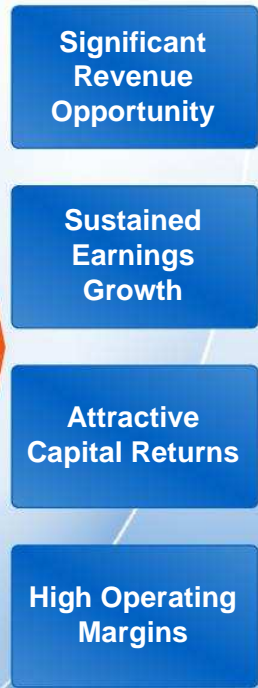 Significant
Revenue
Opportunity
Sustained
Earnings
Growth
Attractive
Capital Returns
High Operating
Margins